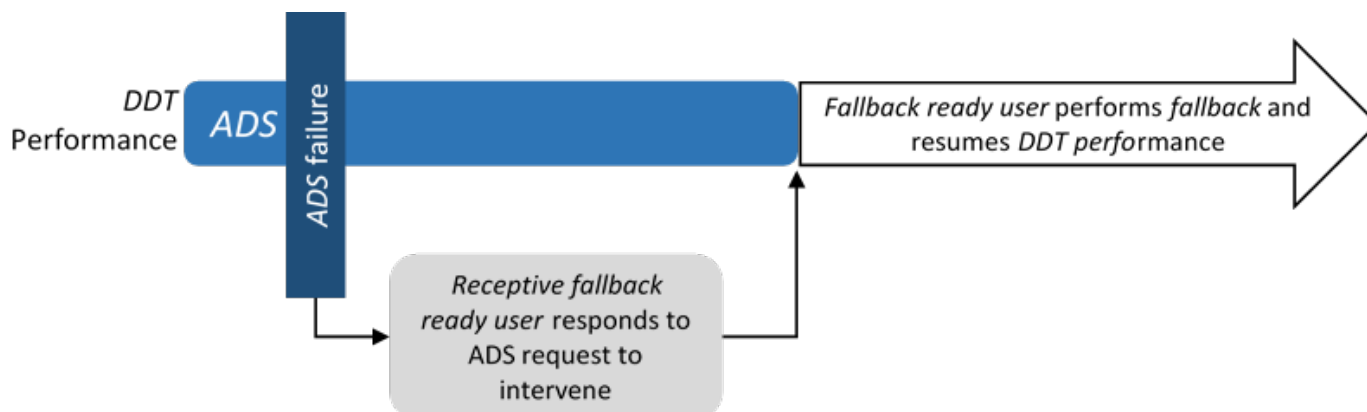 DDT
Performance
ADS
ADS failure
Fallback ready user performs fallback and
resumes DDT performance
Receptive fallback
ready user responds to
ADS request to
intervene